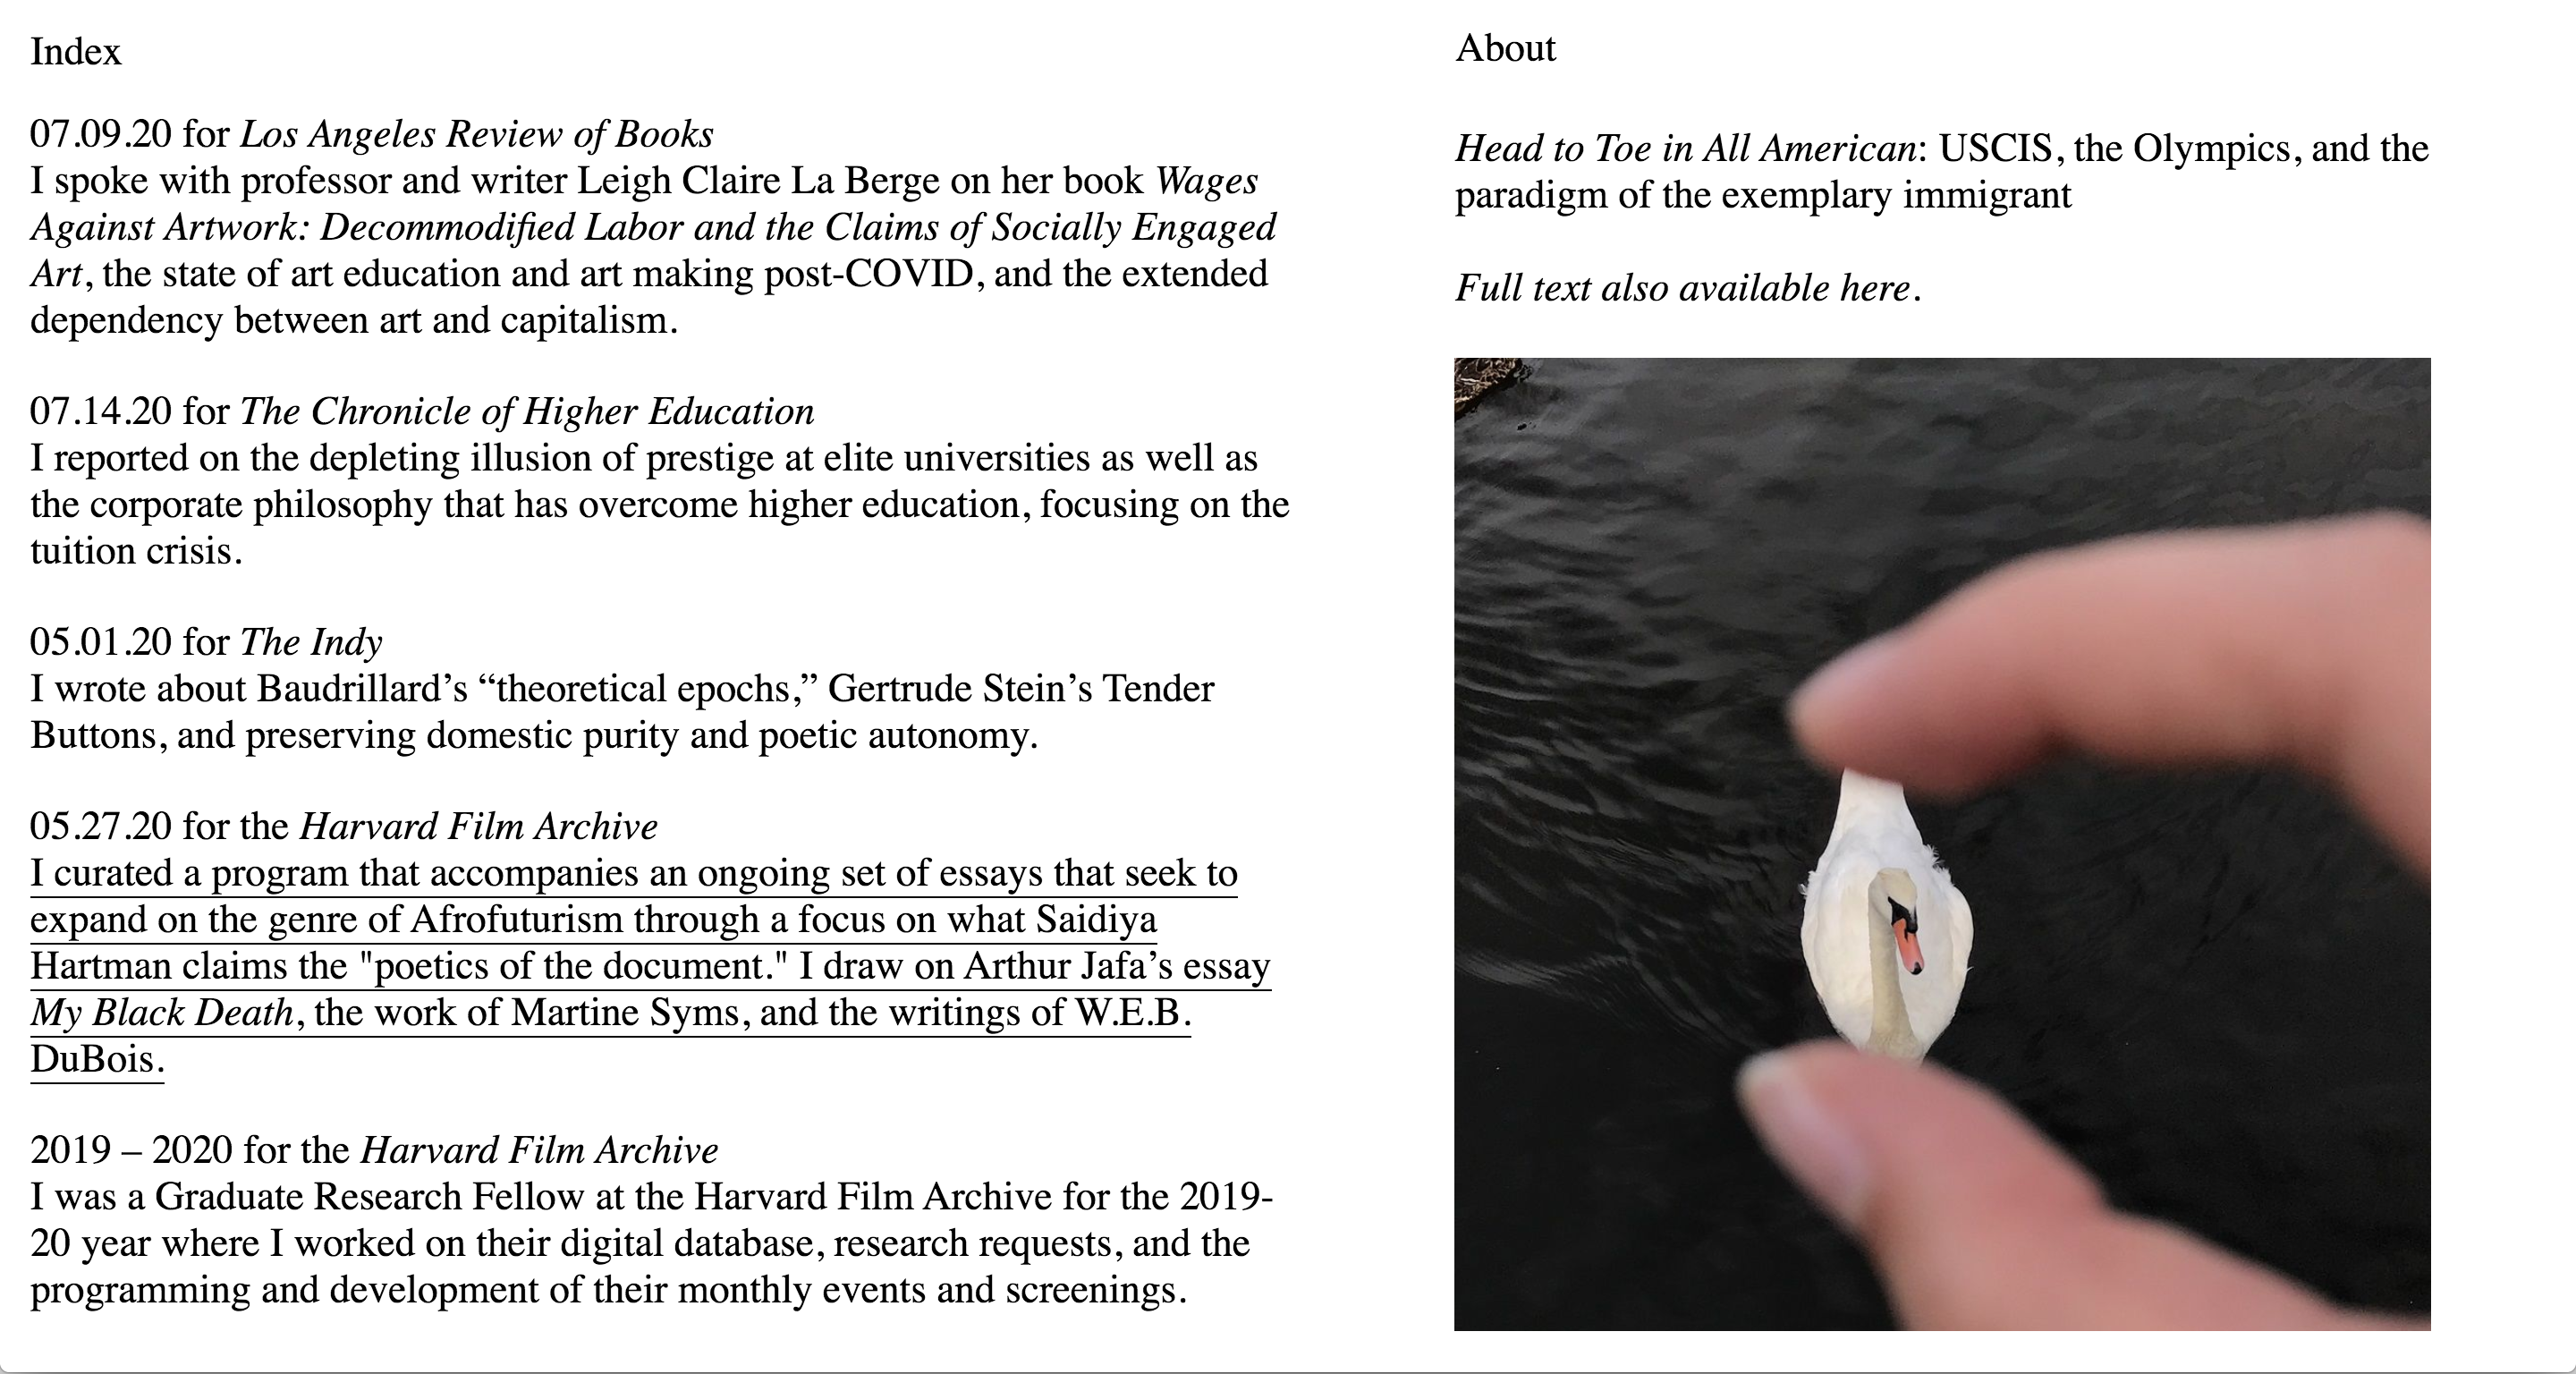 Index
07.09.20 for Los Angeles Review of Books
I spoke with professor and writer Leigh Claire La Berge on her book Wages
Against Artwork: Decommodified Labor and the Claims of Socially Engaged
Art, the state of art education and art making post-COVID, and the extended
dependency between art and capitalism.
07.14.20 for The Chronicle of Higher Education
I reported on the depleting illusion of prestige at elite universities as well as
the corporate philosophy that has overcome higher education, focusing on the
tuition crisis.
05.01.20 for The Indy
I wrote about Baudrillard’s “theoretical epochs,” Gertrude Stein’s Tender
Buttons, and preserving domestic purity and poetic autonomy.
05.27.20 for the Harvard Film Archive
I curated a program that accompanies an ongoing set of essays that seek to
expand on the genre of Afrofuturism through a focus on what Saidiya
Hartman claims the "poetics of the document." I draw on Arthur Jafa’s essay
My Black Death, the work of Martine Syms, and the writings of W.E.B.
DuBois.
2019 – 2020 for the Harvard Film Archive
I was a Graduate Research Fellow at the Harvard Film Archive for the 2019-
20 year where I worked on their digital database, research requests, and the
programming and development of their monthly events and screenings.
About
Head to Toe in All American: USCIS, the Olympics, and the
paradigm of the exemplary immigrant
Full text also available here.